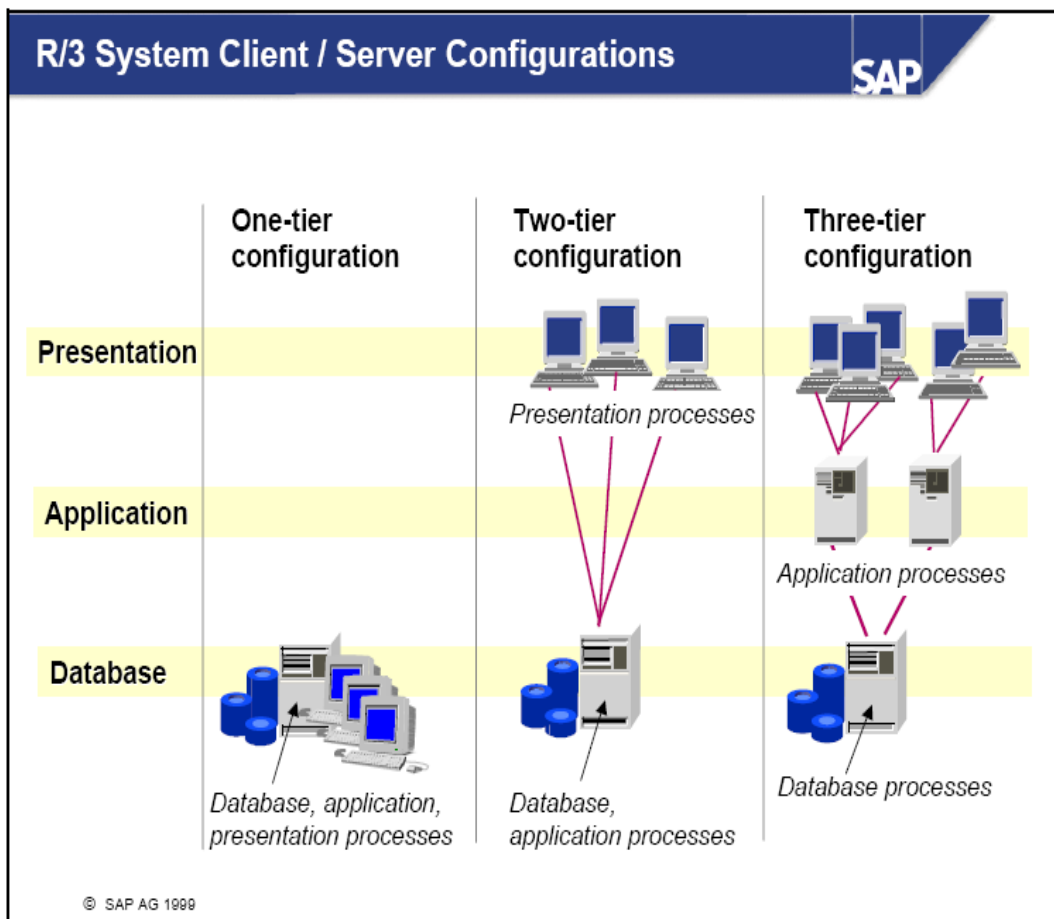 R/3 System Client / Server Configurations
SAP
One-tier
configuration
Two-tier
configuration
Three-tier
configuration
Presentation
Presentation processes
Application
Application processes
Database
Database, application,
presentation processes
Database,
application processes
Database processes
© SAP AG 1999